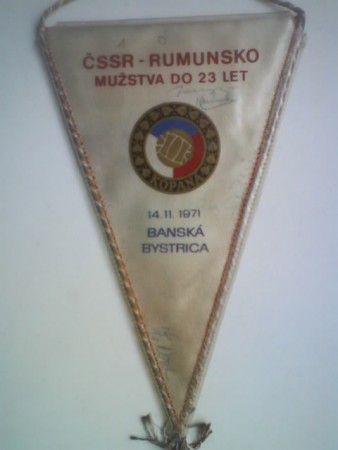 ČSSR - RUMUNSKO
MUŽSTVA DO 23 LET
KOPANÁ
14. 11. 1971
BANSKÁ
BYSTRICA